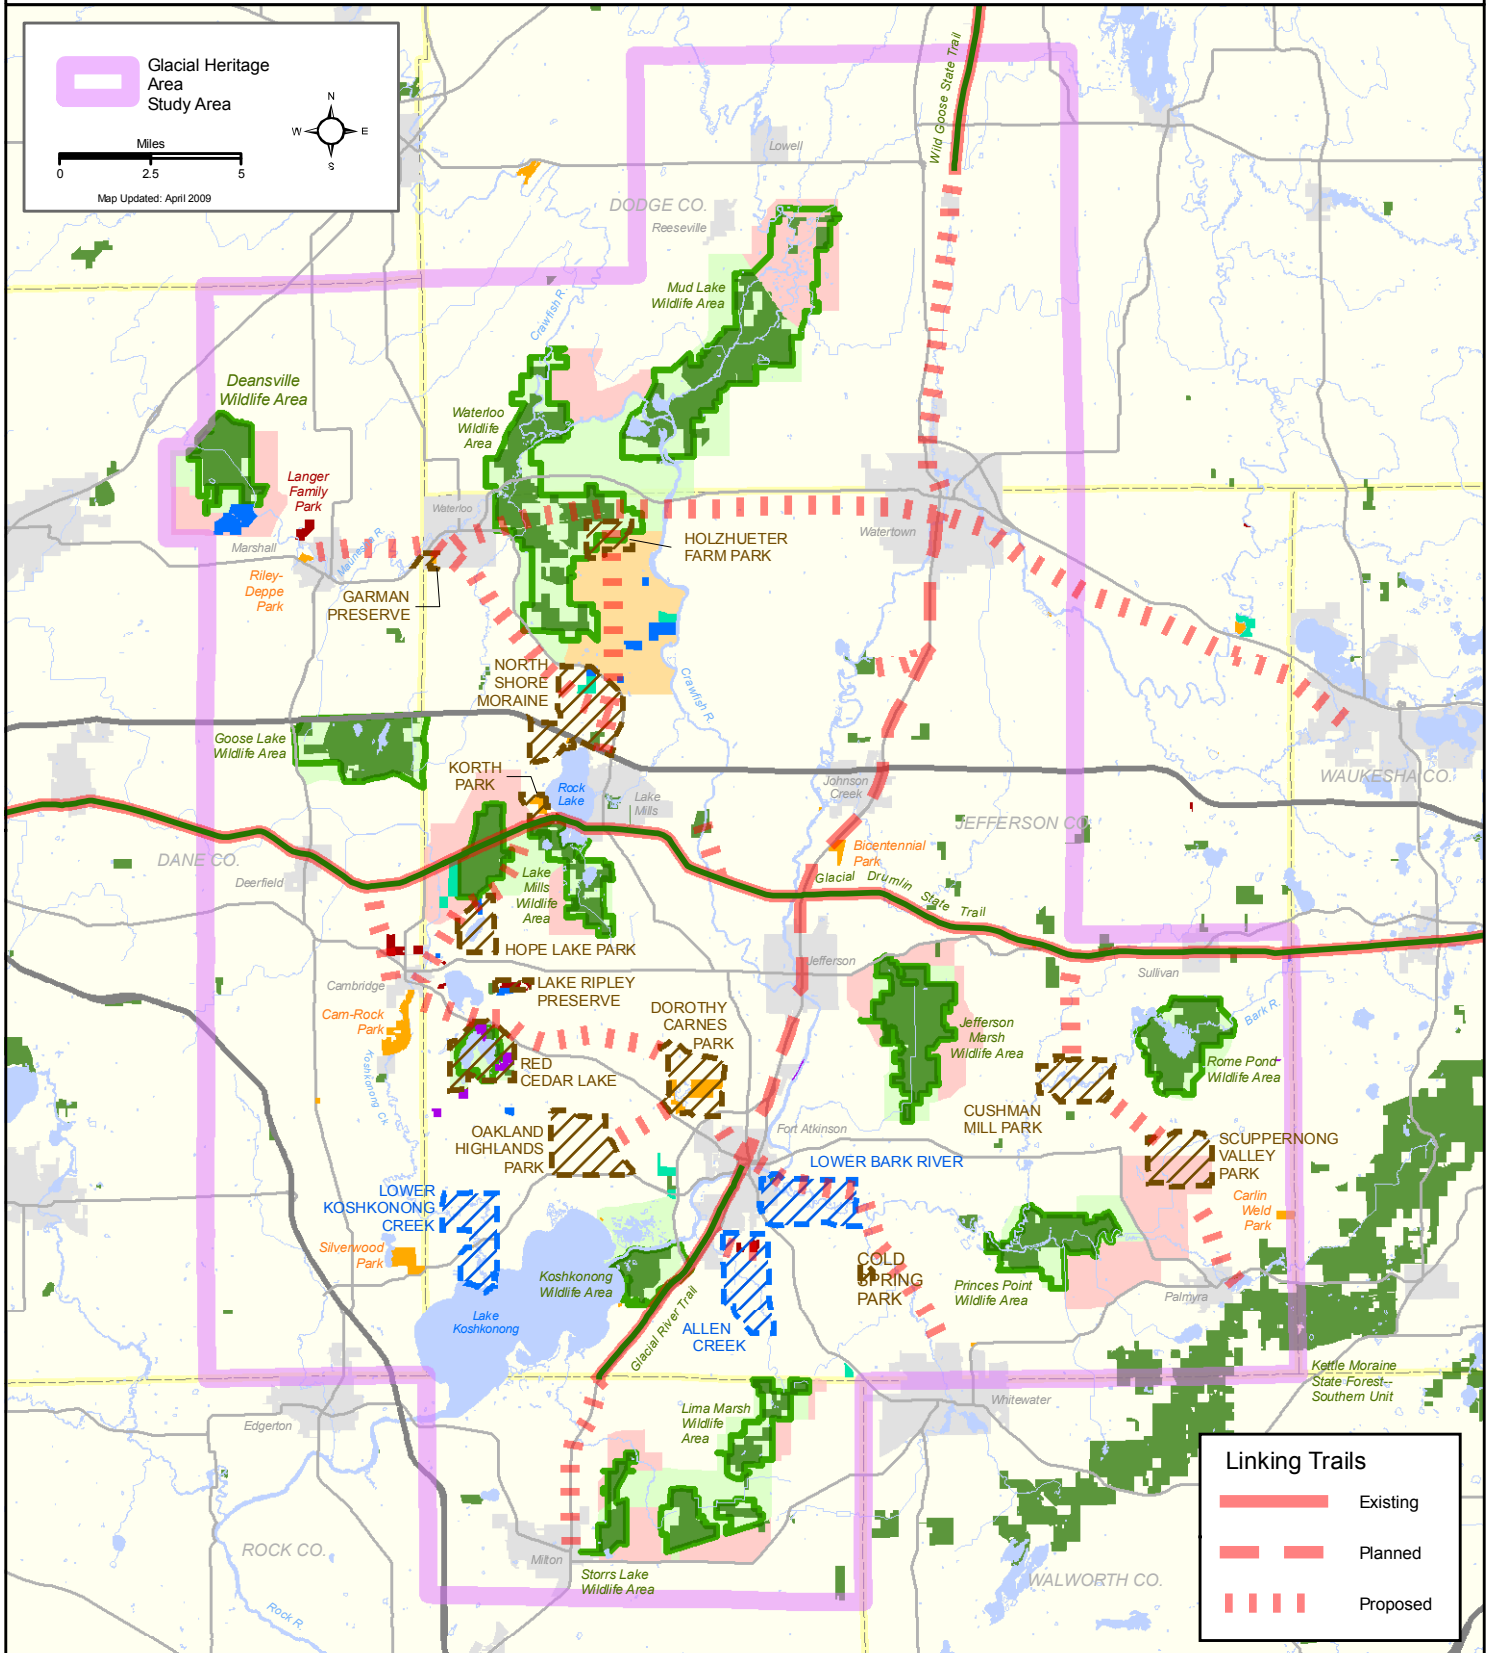 Glacial Heritage
Area
Study Area
N
W
E
S
Miles
0
2.5
5
Map Updated: April 2009
Wild Goose State Trail
Lowell
DODGE CO.
Reeseville
Mud Lake
Wildlife Area
Crawfish R.
Deansville
Wildlife Area
Waterloo
Wildlife
Area
Langer
Family
Park
Waterloo
Marshall
Maunesha R.
Riley-
Deppe
Park
GARMAN
PRESERVE
HOLZHUETER
FARM PARK
Watertown
Rock R.
Rock R.
NORTH
SHORE
MORAINE
Crawfish R.
Goose Lake
Wildlife Area
KORTH
PARK
Rock
Lake
Lake
Mills
Johnson
Creek
WAUKESHA CO.
JEFFERSON CO.
DANE CO.
Deerfield
Bicentennial
Park
Glacial Drumlin State Trail
Lake
Mills
Wildlife
Area
HOPE LAKE PARK
Jefferson
Sullivan
Cambridge
LAKE RIPLEY
PRESERVE
Cam-Rock
Park
DOROTHY
CARNES
PARK
Jefferson
Marsh
Wildlife Area
Bark R.
Rome Pond
Wildlife Area
Koshkonong Ck.
RED
CEDAR LAKE
CUSHMAN
MILL PARK
OAKLAND
HIGHLANDS
PARK
Fort Atkinson
SCUPPERNONG
VALLEY
PARK
LOWER BARK RIVER
LOWER
KOSHKONONG
CREEK
Carlin
Weld
Park
Silverwood
Park
Koshkonong
Wildlife Area
COLD
SPRING
PARK
Princes Point
Wildlife Area
Palmyra
Lake
Koshkonong
Glacial River Trail
ALLEN
CREEK
Kettle Moraine
State Forest--
Southern Unit
Edgerton
Lima Marsh
Wildlife
Area
Whitewater
ROCK CO.
Milton
Storrs Lake
Wildlife Area
WALWORTH CO.
Rock R.
Linking Trails
Existing
Planned
Proposed